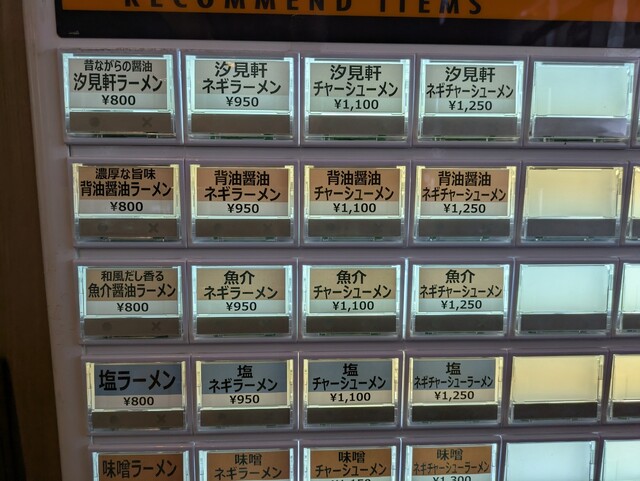 RECOMMEND ITEMS
昔ながらの醤油
汐見軒ラーメン
¥800
汐見軒
ネギラーメン
¥950
汐見軒
チャーシューメン
¥1,100
汐見軒
ネギチャーシューメン
¥1,250
濃厚な旨味
背油醤油ラーメン
¥800
背油醤油
ネギラーメン
¥950
背油醤油
チャーシューメン
¥1,100
背油醤油
ネギチャーシューメン
¥1,250
和風だし香る
魚介醤油ラーメン
¥800
魚介
ネギラーメン
¥950
魚介
チャーシューメン
¥1,100
魚介
ネギチャーシューメン
¥1,250
塩ラーメン
¥800
塩
ネギラーメン
¥950
塩
チャーシューメン
¥1,100
塩
ネギチャーシューラーメン
¥1,250
味噌ラーメン
味噌
ネギラーメン
味噌
チャーシューメン
味噌
ネギチャーシューラーメン
¥1,300